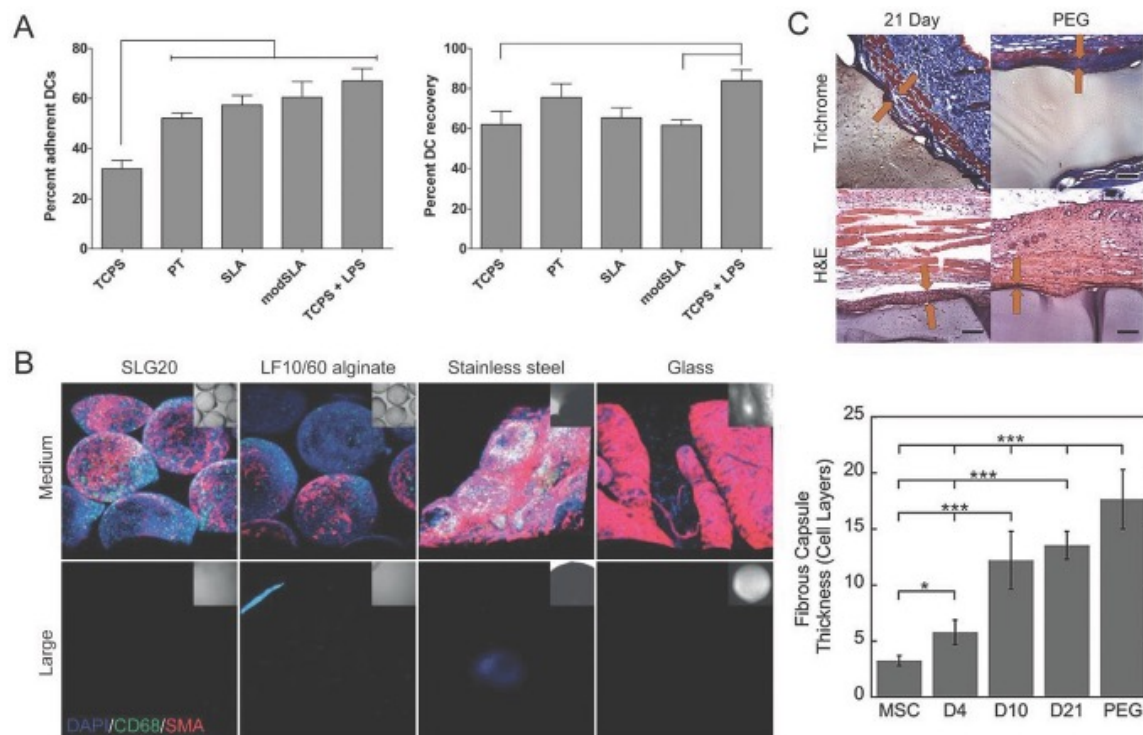 A
Percent adherent DCs
80
60
40
20
0
TCPS
PT
SLA
modSLA
TCPS + LPS
Percent DC recovery
100
80
60
40
20
0
TCPS
PT
SLA
modSLA
TCPS + LPS
C
21 Day PEG
Trichrome
H&E
B
SLG20 LF10/60 alginate Stainless steel Glass
Medium
Large
DAPI/CD68/SMA
Fibrous Capsule
Thickness (Cell Layers)
25
20
15
10
5
0
***
***
***
*
MSC D4 D10 D21 PEG